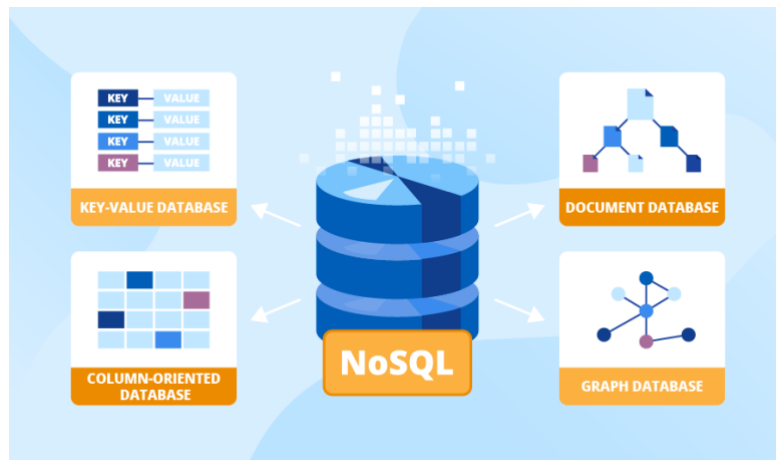 KEY VALUE
KEY VALUE
KEY VALUE
KEY VALUE
KEY-VALUE DATABASE
DOCUMENT DATABASE
COLUMN-ORIENTED
DATABASE
NoSQL
GRAPH DATABASE